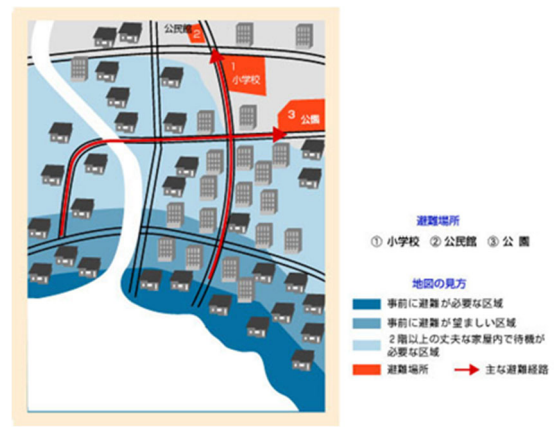 公民館
2
1
小学校
3 公園
避難場所
① 小学校 ② 公民館 ③ 公 園
地図の見方
事前に避難が必要な区域
事前に避難が望ましい区域
2階以上の丈夫な家屋内で待機が
必要な区域
避難場所 主な避難経路